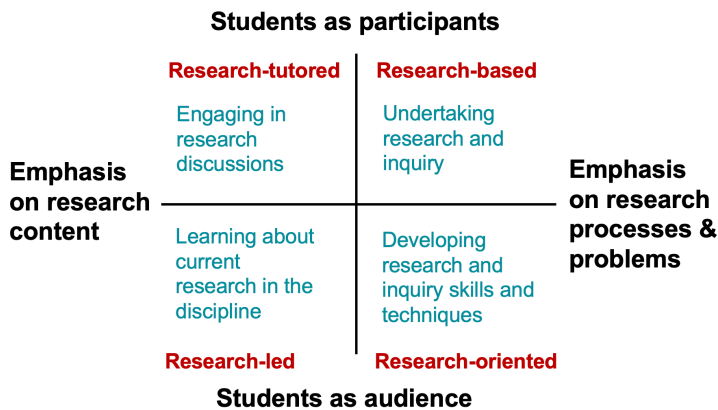 Students as participants
Research-tutored
Research-based
Engaging in
research
discussions
Undertaking
research and
inquiry
Emphasis
on research
content
Emphasis
on research
processes &
problems
Learning about
current
research in the
discipline
Developing
research and
inquiry skills and
techniques
Research-led
Research-oriented
Students as audience